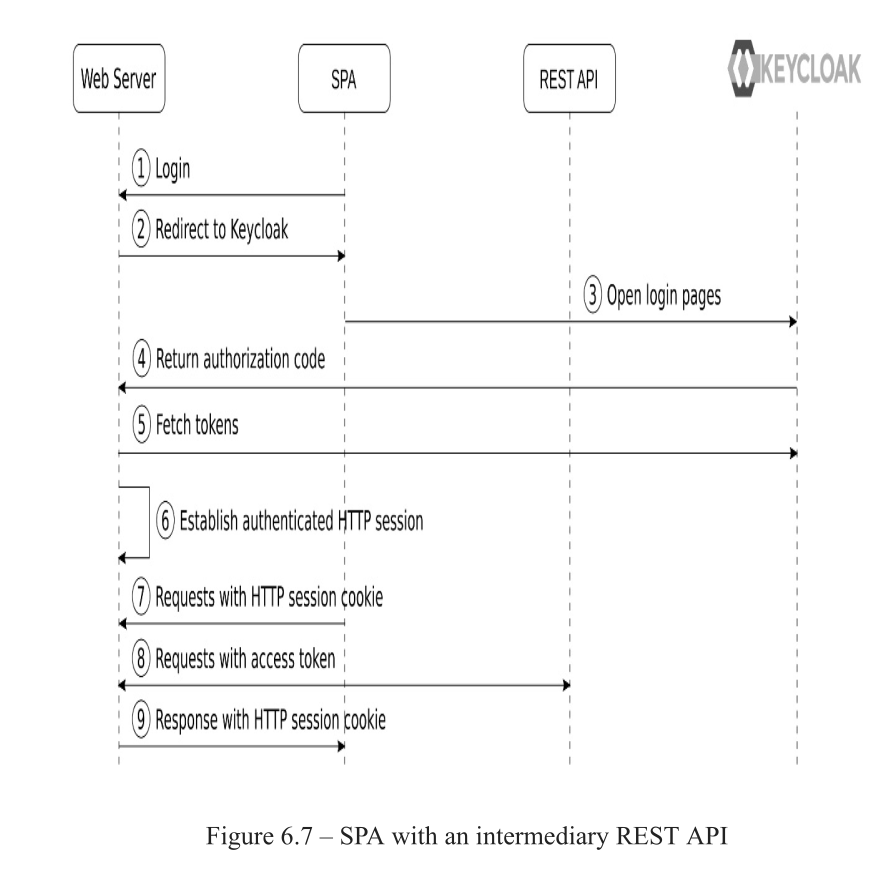 Web Server
SPA
REST API
KEYCLOAK
1 Login
2 Redirect to Keycloak
3 Open login pages
4 Return authorization code
5 Fetch tokens
6 Establish authenticated HTTP session
7 Requests with HTTP session cookie
8 Requests with access token
9 Response with HTTP session cookie
Figure 6.7 – SPA with an intermediary REST API